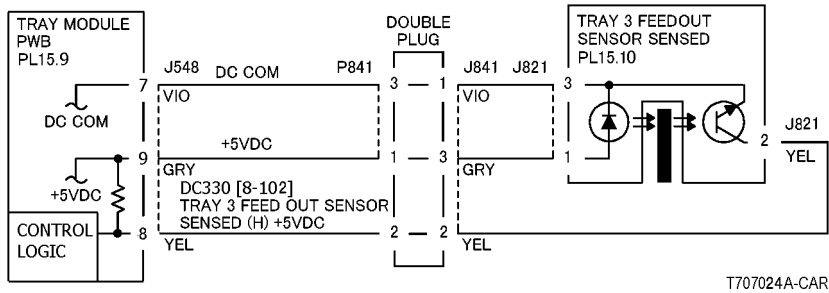 TRAY MODULE
PWB
PL15.9
DOUBLE
PLUG
TRAY 3 FEEDOUT
SENSOR SENSED
PL15.10
7 J548 DC COM P841 3 1 J841 J821 3
VIO VIO
DC COM
J821
2
YEL
9 +5VDC 1 3 1
GRY GRY
+5VDC
DC330 [8-102]
TRAY 3 FEED OUT SENSOR
SENSED (H) +5VDC
CONTROL
LOGIC
8 2 2
YEL YEL
T707024A-CAR